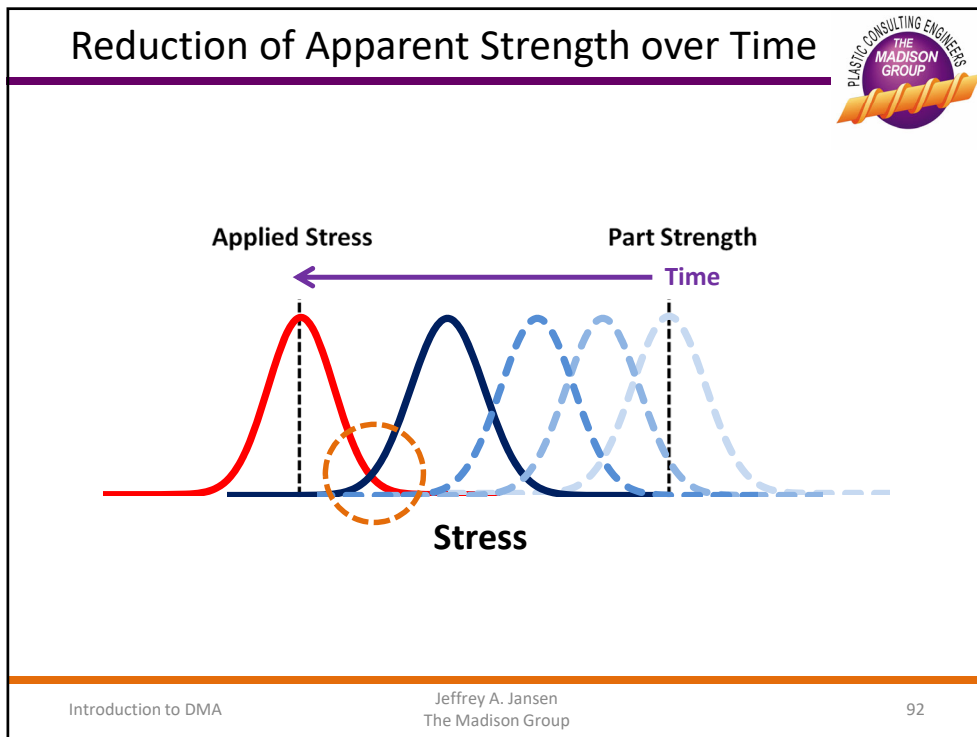 Reduction of Apparent Strength over Time
PLASTIC CONSULTING ENGINEERS
THE
MADISON
GROUP
Applied Stress
Part Strength
Time
Stress
Introduction to DMA
Jeffrey A. Jansen
The Madison Group
92